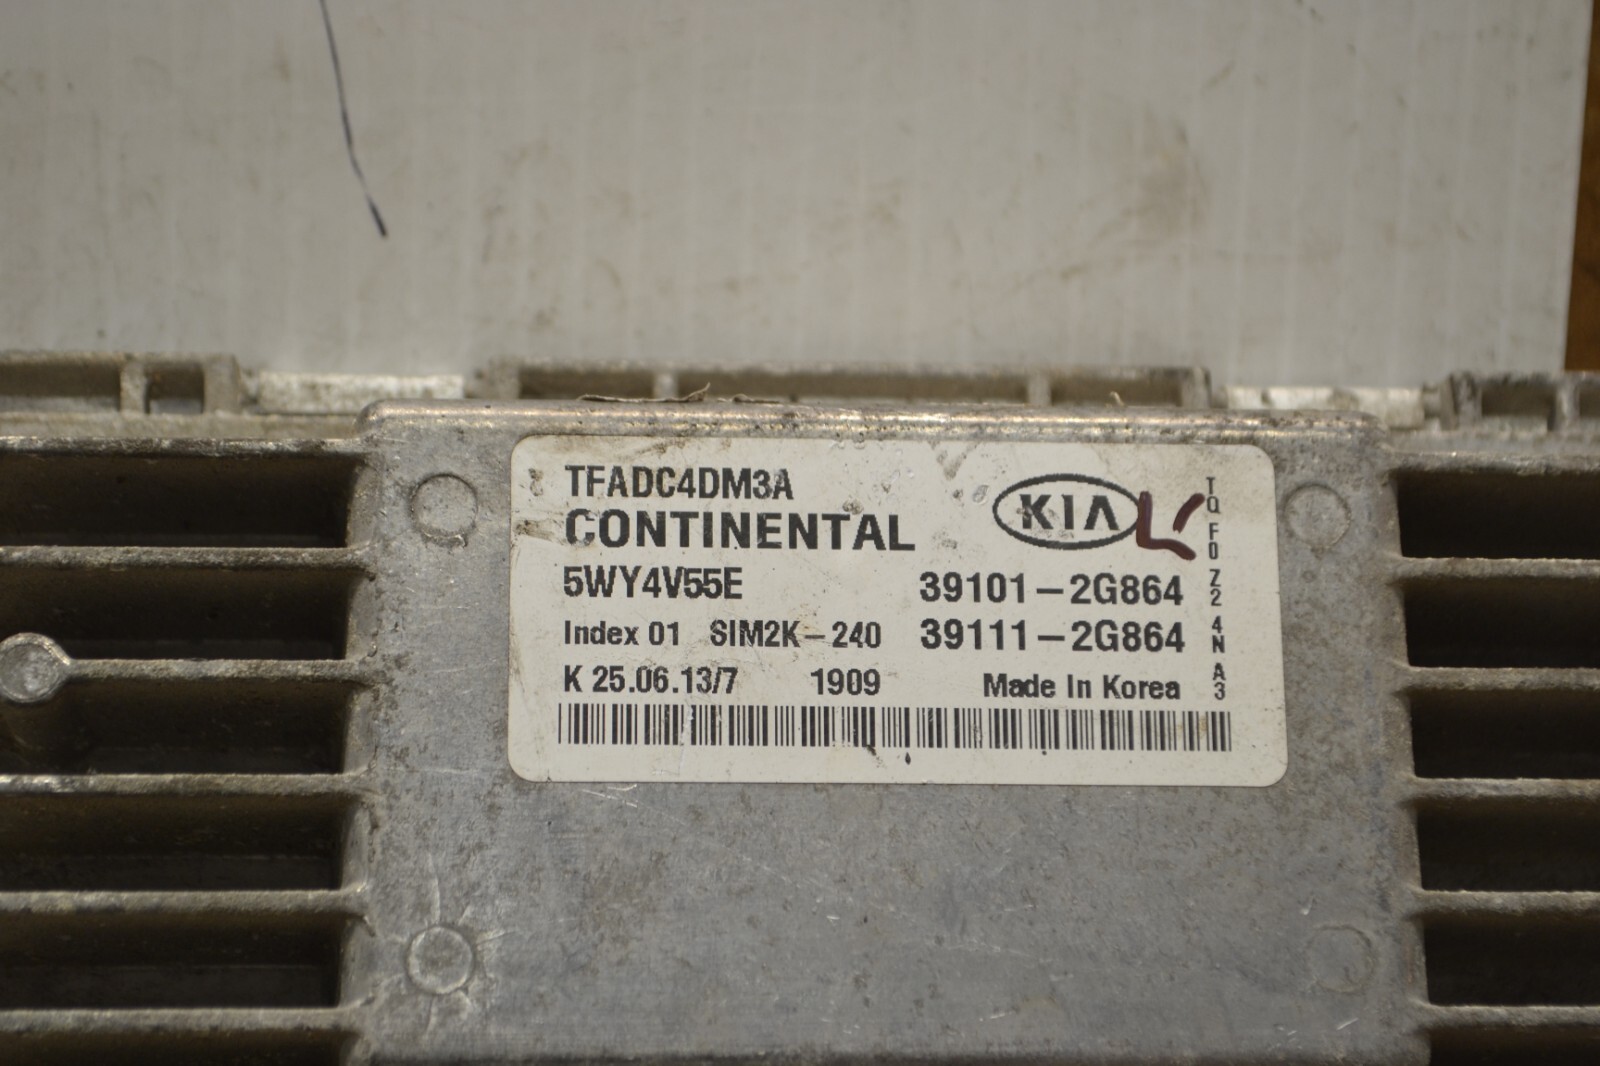 TFADC4DM3A
CONTINENTAL
KIA
5WY4V55E 39101-2G864
Index 01 SIM2K-240 39111-2G864
K 25.06.13/7 1909 Made In Korea
TQ F0 Z2 4N A3